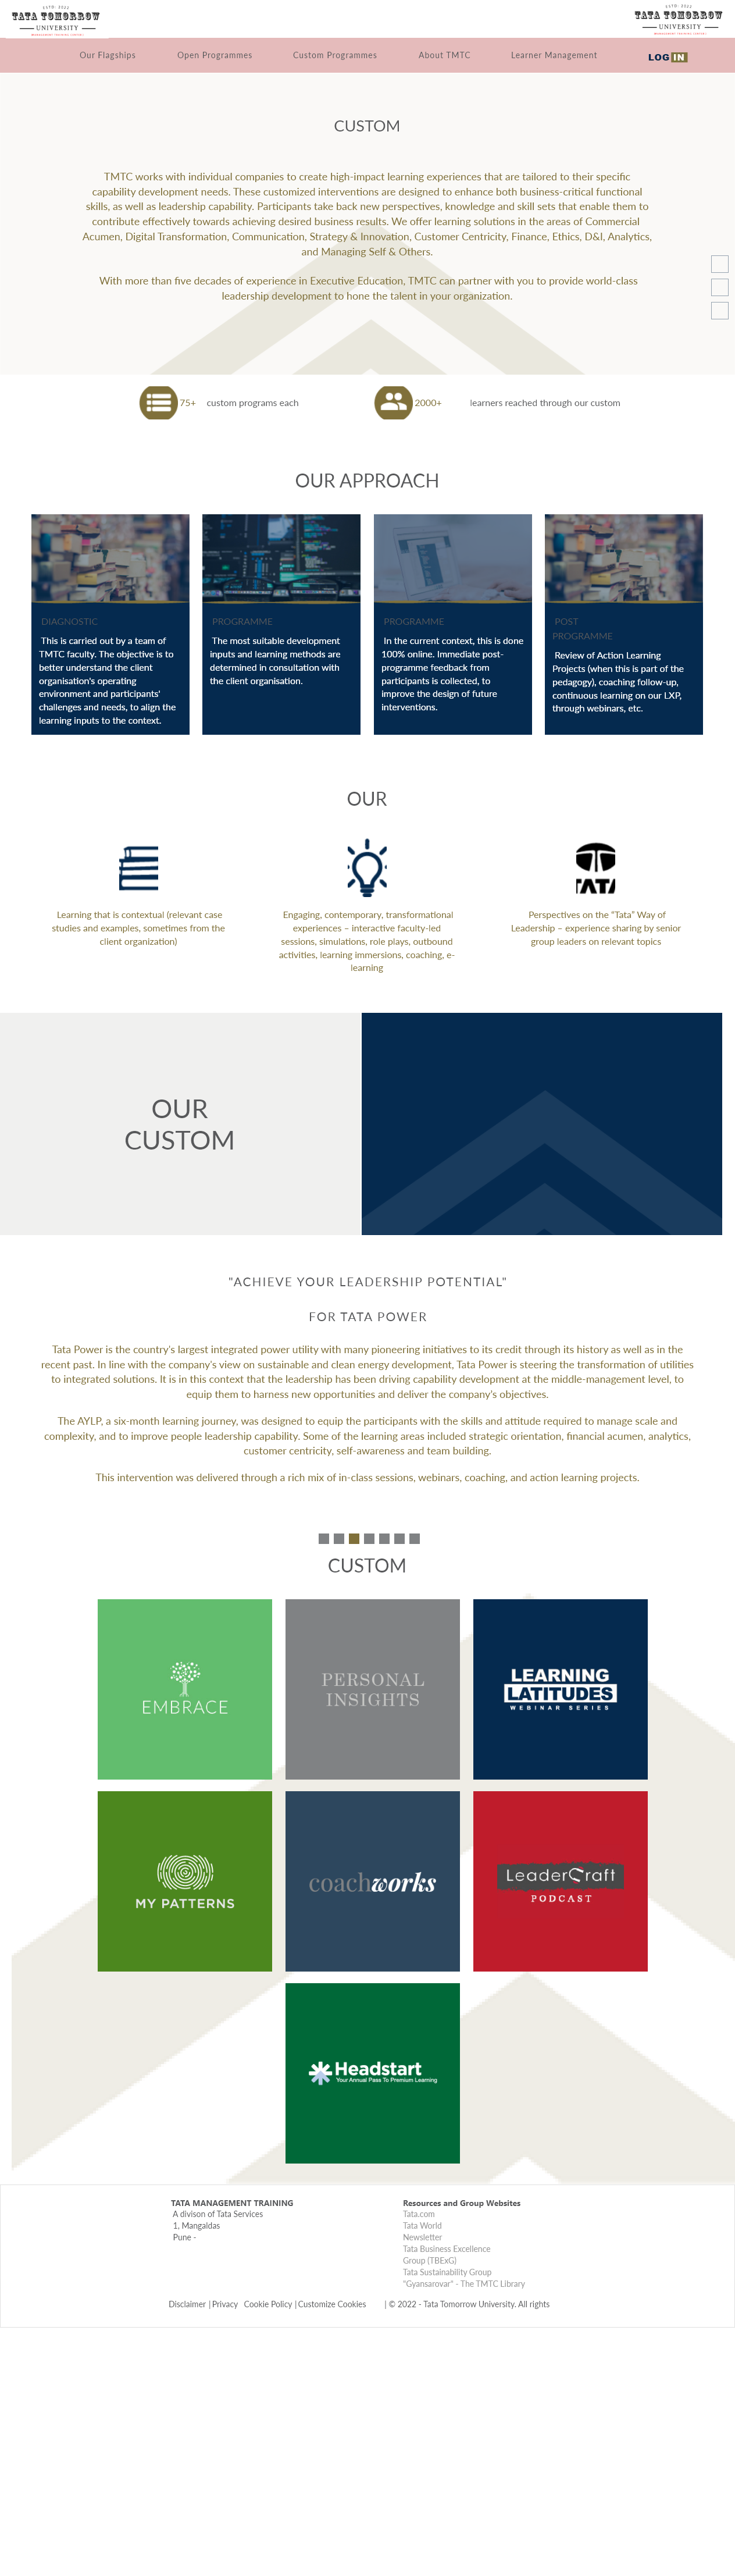 ESTD · 2022
TATA TOMORROW
UNIVERSITY
ESTD · 2022
TATA TOMORROW
UNIVERSITY
Our Flagships
Open Programmes
Custom Programmes
About TMTC
Learner Management
LOG IN
CUSTOM
TMTC works with individual companies to create high-impact learning experiences that are tailored to their specific
capability development needs. These customized interventions are designed to enhance both business-critical functional
skills, as well as leadership capability. Participants take back new perspectives, knowledge and skill sets that enable them to
contribute effectively towards achieving desired business results. We offer learning solutions in the areas of Commercial
Acumen, Digital Transformation, Communication, Strategy & Innovation, Customer Centricity, Finance, Ethics, D&I, Analytics,
and Managing Self & Others.
With more than five decades of experience in Executive Education, TMTC can partner with you to provide world-class
leadership development to hone the talent in your organization.
75+ custom programs each
2000+ learners reached through our custom
OUR APPROACH
DIAGNOSTIC
This is carried out by a team of
TMTC faculty. The objective is to
better understand the client
organisation's operating
environment and participants'
challenges and needs, to align the
learning inputs to the context.
PROGRAMME
The most suitable development
inputs and learning methods are
determined in consultation with
the client organisation.
PROGRAMME
In the current context, this is done
100% online. Immediate post-
programme feedback from
participants is collected, to
improve the design of future
interventions.
POST
PROGRAMME
Review of Action Learning
Projects (when this is part of the
pedagogy), coaching follow-up,
continuous learning on our LXP,
through webinars, etc.
OUR
TATA
Learning that is contextual (relevant case
studies and examples, sometimes from the
client organization)
Engaging, contemporary, transformational
experiences – interactive faculty-led
sessions, simulations, role plays, outbound
activities, learning immersions, coaching, e-
learning
Perspectives on the “Tata” Way of
Leadership – experience sharing by senior
group leaders on relevant topics
OUR
CUSTOM
"ACHIEVE YOUR LEADERSHIP POTENTIAL"
FOR TATA POWER
Tata Power is the country's largest integrated power utility with many pioneering initiatives to its credit through its history as well as in the
recent past. In line with the company's view on sustainable and clean energy development, Tata Power is steering the transformation of utilities
to integrated solutions. It is in this context that the leadership has been driving capability development at the middle-management level, to
equip them to harness new opportunities and deliver the company's objectives.
The AYLP, a six-month learning journey, was designed to equip the participants with the skills and attitude required to manage scale and
complexity, and to improve people leadership capability. Some of the learning areas included strategic orientation, financial acumen, analytics,
customer centricity, self-awareness and team building.
This intervention was delivered through a rich mix of in-class sessions, webinars, coaching, and action learning projects.
CUSTOM
EMBRACE
PERSONAL
INSIGHTS
LEARNING
LATITUDES
WEBINAR SERIES
MY PATTERNS
coachworks
LeaderCraft
PODCAST
Headstart
Your Annual Pass To Premium Learning
TATA MANAGEMENT TRAINING
A divison of Tata Services
1, Mangaldas
Pune -
Resources and Group Websites
Tata.com
Tata World
Newsletter
Tata Business Excellence
Group (TBExG)
Tata Sustainability Group
"Gyansarovar" - The TMTC Library
Disclaimer | Privacy Cookie Policy | Customize Cookies | © 2022 - Tata Tomorrow University. All rights